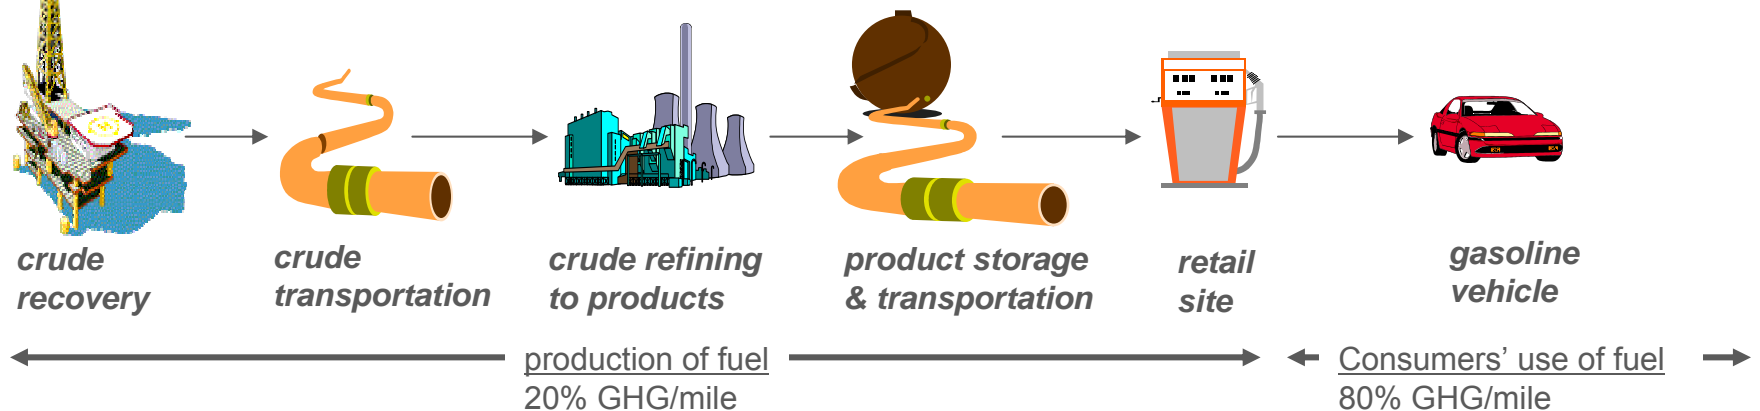 crude
recovery
crude
transportation
crude refining
to products
product storage
& transportation
retail
site
gasoline
vehicle
production of fuel
20% GHG/mile
Consumers' use of fuel
80% GHG/mile